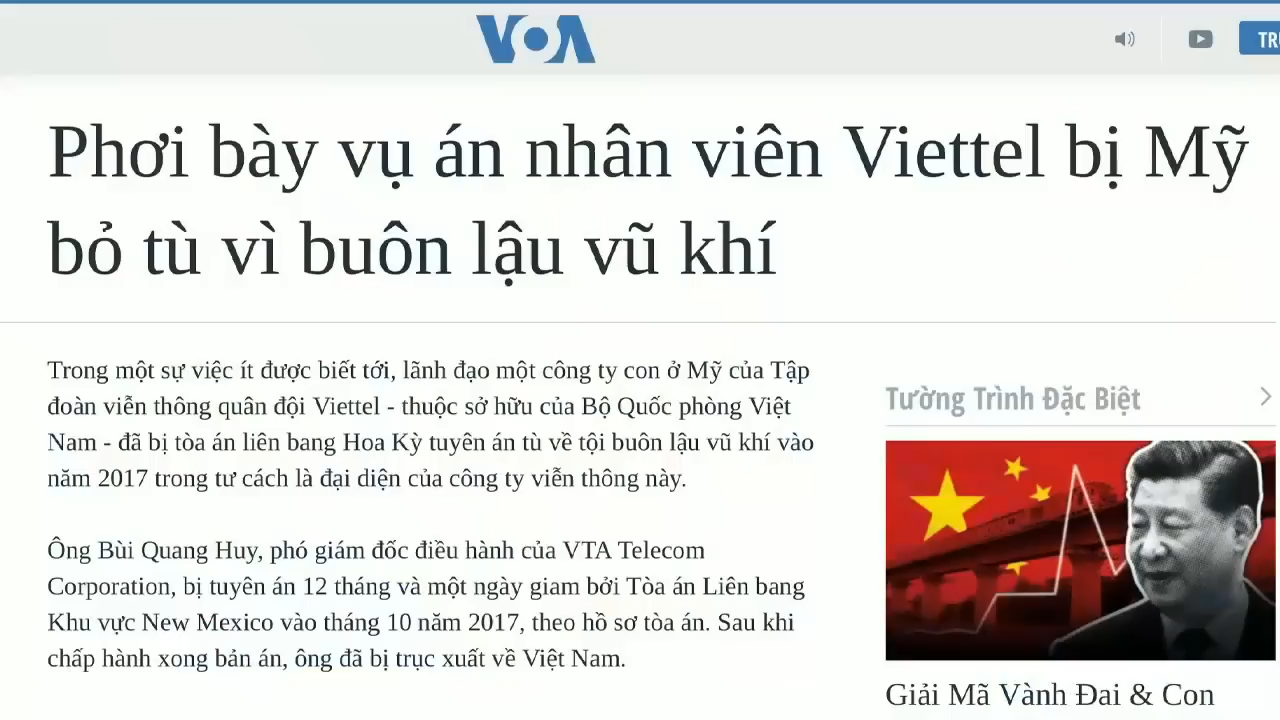 VOA
Phơi bày vụ án nhân viên Viettel bị Mỹ
bỏ tù vì buôn lậu vũ khí
Trong một sự việc ít được biết tới, lãnh đạo một công ty con ở Mỹ của Tập
đoàn viễn thông quân đội Viettel - thuộc sở hữu của Bộ Quốc phòng Việt
Nam - đã bị tòa án liên bang Hoa Kỳ tuyên án tù về tội buôn lậu vũ khí vào
năm 2017 trong tư cách là đại diện của công ty viễn thông này.
Ông Bùi Quang Huy, phó giám đốc điều hành của VTA Telecom
Corporation, bị tuyên án 12 tháng và một ngày giam bởi Tòa án Liên bang
Khu vực New Mexico vào tháng 10 năm 2017, theo hồ sơ tòa án. Sau khi
chấp hành xong bản án, ông đã bị trục xuất về Việt Nam.
Tường Trình Đặc Biệt
Giải Mã Vành Đai & Con